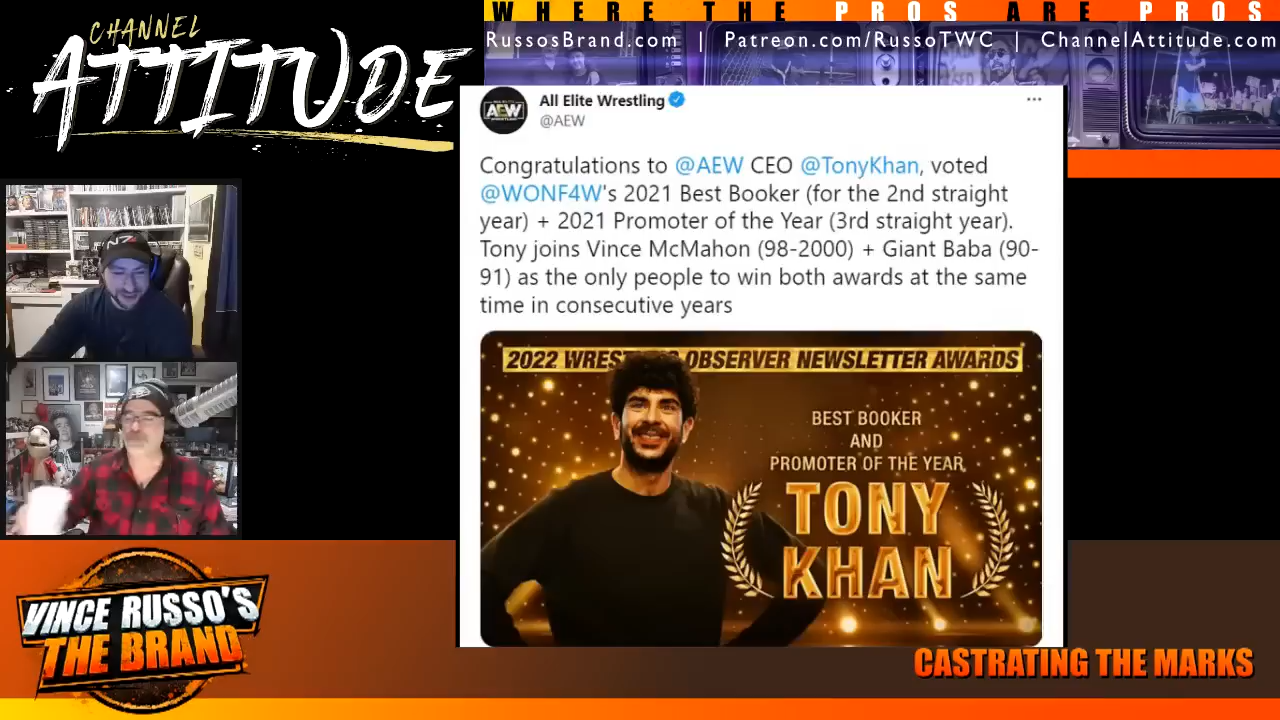 CHANNEL
ATTITUDE
WHERE THE PROS ARE PROS
RussosBrand.com | Patreon.com/RussoTWC | ChannelAttitude.com
AEW
All Elite Wrestling
@AEW
Congratulations to @AEW CEO @TonyKhan, voted
@WONF4W's 2021 Best Booker (for the 2nd straight
year) + 2021 Promoter of the Year (3rd straight year).
Tony joins Vince McMahon (98-2000) + Giant Baba (90-
91) as the only people to win both awards at the same
time in consecutive years
2022 WRESTLING OBSERVER NEWSLETTER AWARDS
BEST BOOKER
AND
PROMOTER OF THE YEAR
TONY
KHAN
N7
VINCE RUSSO'S
THE BRAND
CASTRATING THE MARKS